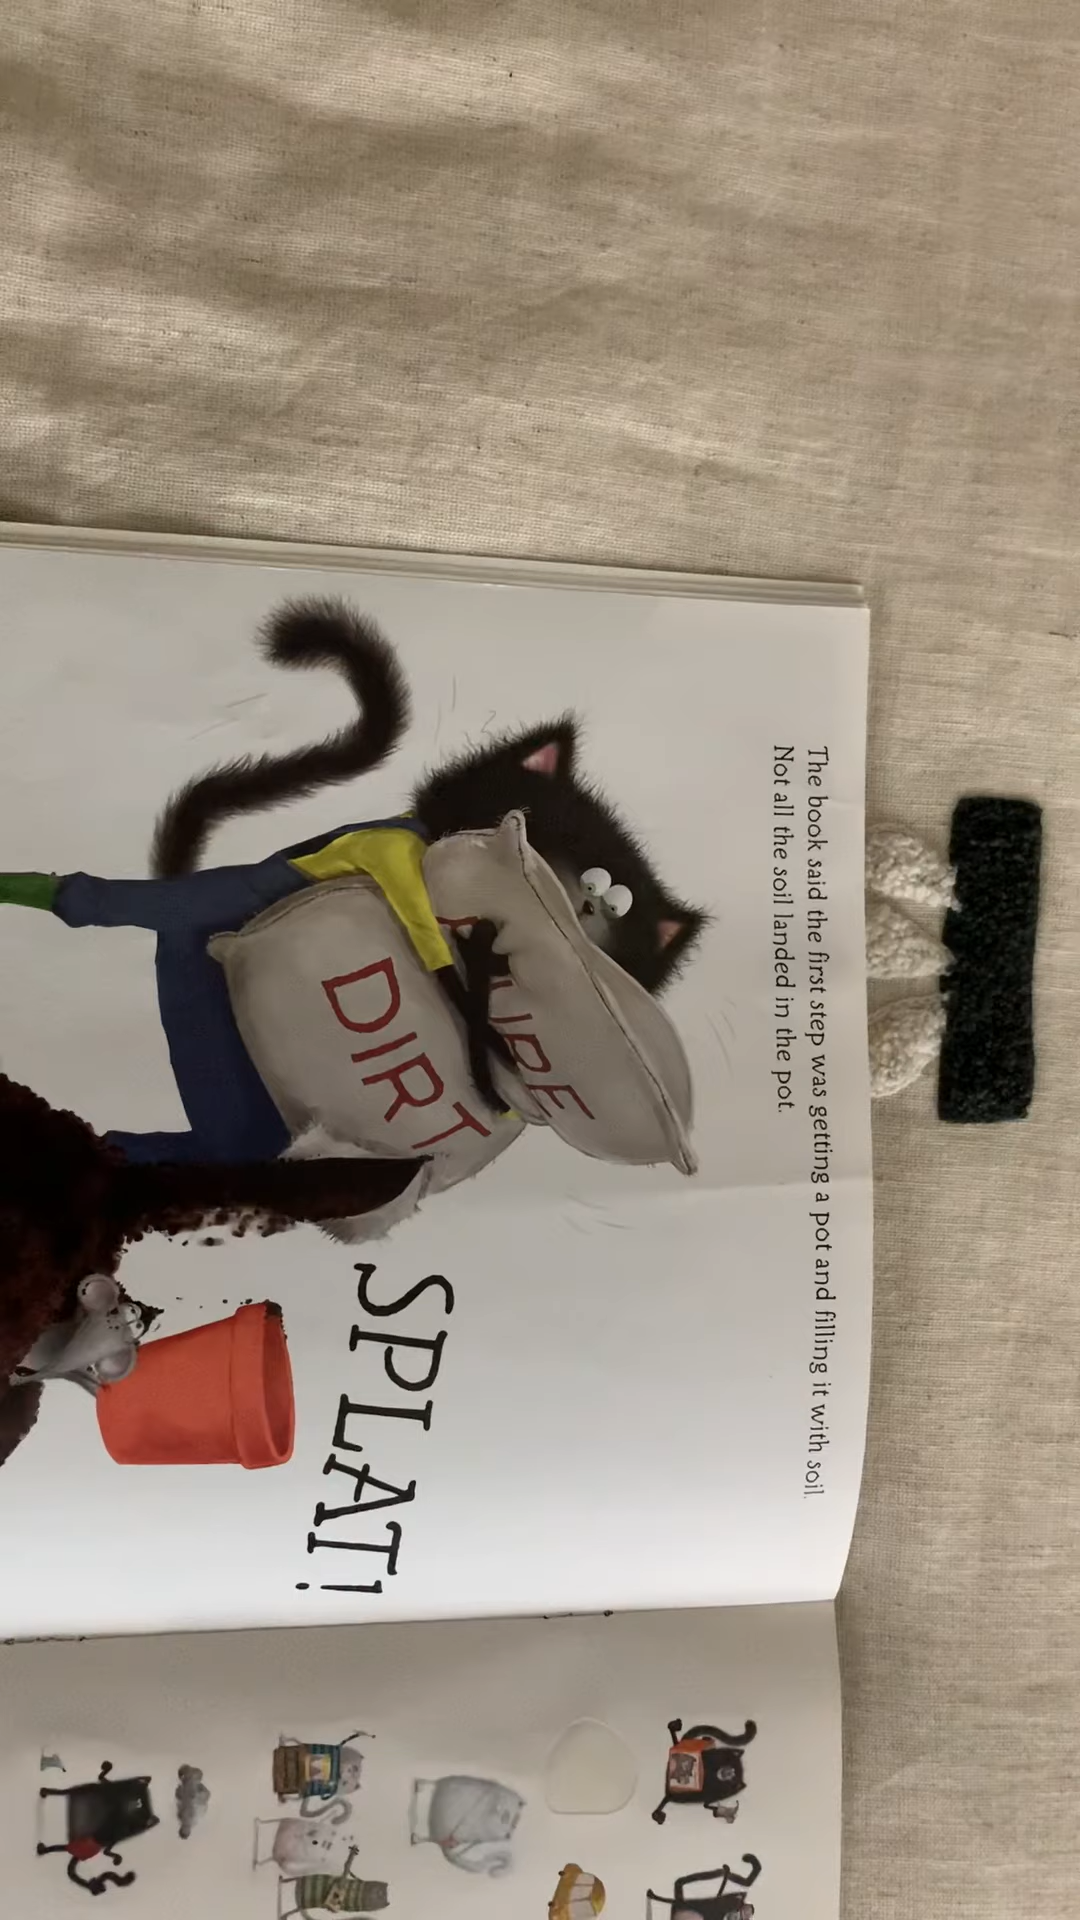 The book said the first step was getting a pot and filling it with soil.
Not all the soil landed in the pot.
PURE
DIRT
SPLAT!